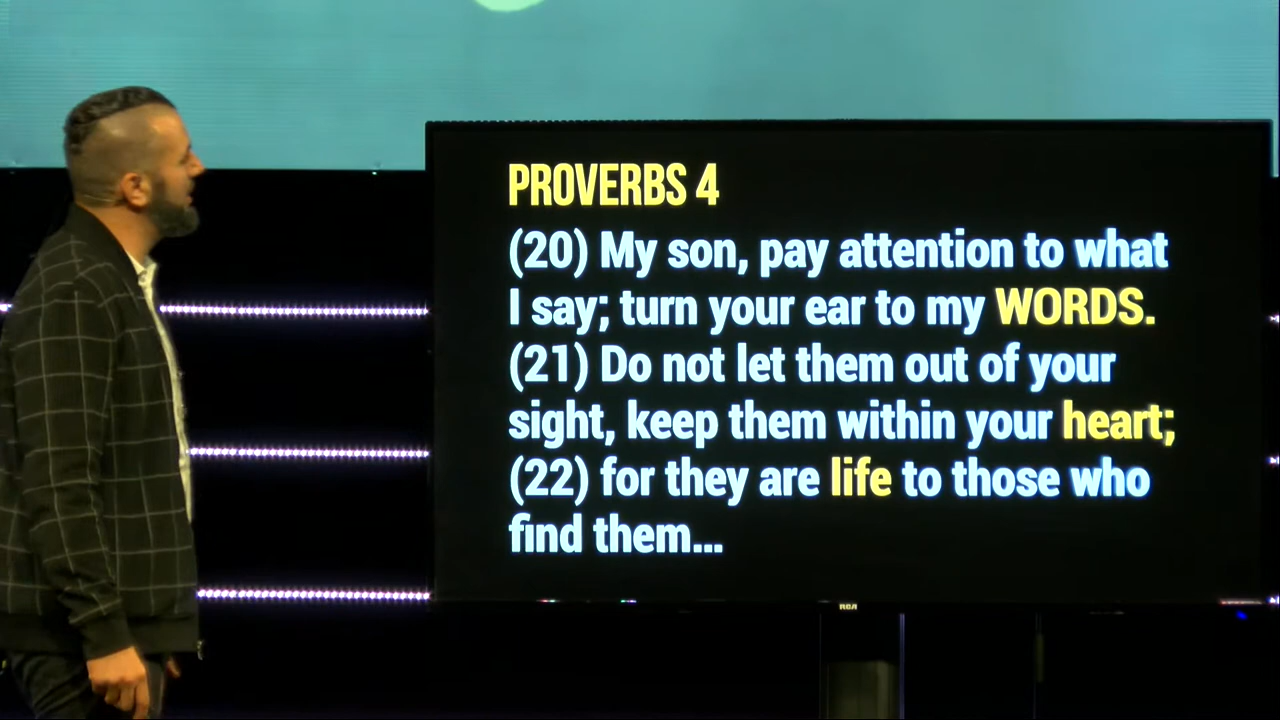 PROVERBS 4
(20) My son, pay attention to what
I say; turn your ear to my WORDS.
(21) Do not let them out of your
sight, keep them within your heart;
(22) for they are life to those who
find them...
RCA